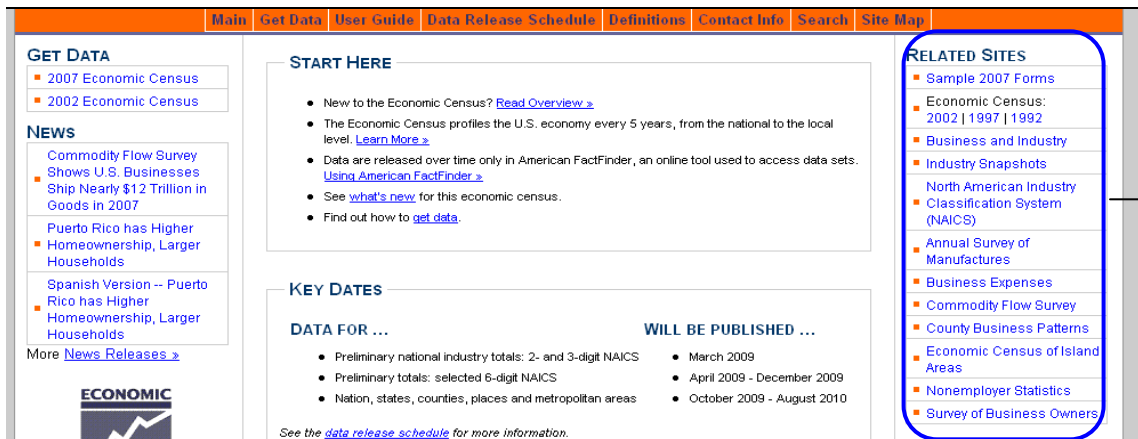 Main | Get Data | User Guide | Data Release Schedule | Definitions | Contact Info | Search | Site Map
GET DATA
2007 Economic Census
2002 Economic Census
NEWS
Commodity Flow Survey
Shows U.S. Businesses
Ship Nearly $12 Trillion in
Goods in 2007
Puerto Rico has Higher
Homeownership, Larger
Households
Spanish Version -- Puerto
Rico has Higher
Homeownership, Larger
Households
More News Releases »
ECONOMIC
START HERE
New to the Economic Census? Read Overview »
The Economic Census profiles the U.S. economy every 5 years, from the national to the local
level. Learn More »
Data are released over time only in American FactFinder, an online tool used to access data sets.
Using American FactFinder »
See what's new for this economic census.
Find out how to get data.
KEY DATES
DATA FOR ...
Preliminary national industry totals: 2- and 3-digit NAICS
Preliminary totals: selected 6-digit NAICS
Nation, states, counties, places and metropolitan areas
WILL BE PUBLISHED ...
March 2009
April 2009 - December 2009
October 2009 - August 2010
See the data release schedule for more information.
RELATED SITES
Sample 2007 Forms
Economic Census:
2002 | 1997 | 1992
Business and Industry
Industry Snapshots
North American Industry
Classification System
(NAICS)
Annual Survey of
Manufactures
Business Expenses
Commodity Flow Survey
County Business Patterns
Economic Census of Island
Areas
Nonemployer Statistics
Survey of Business Owners